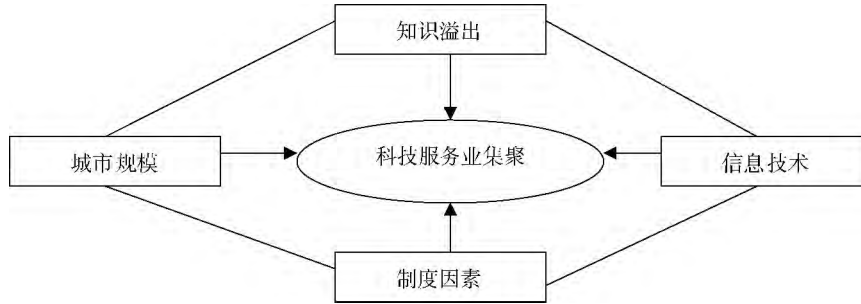 知识溢出
城市规模
科技服务业集聚
信息技术
制度因素